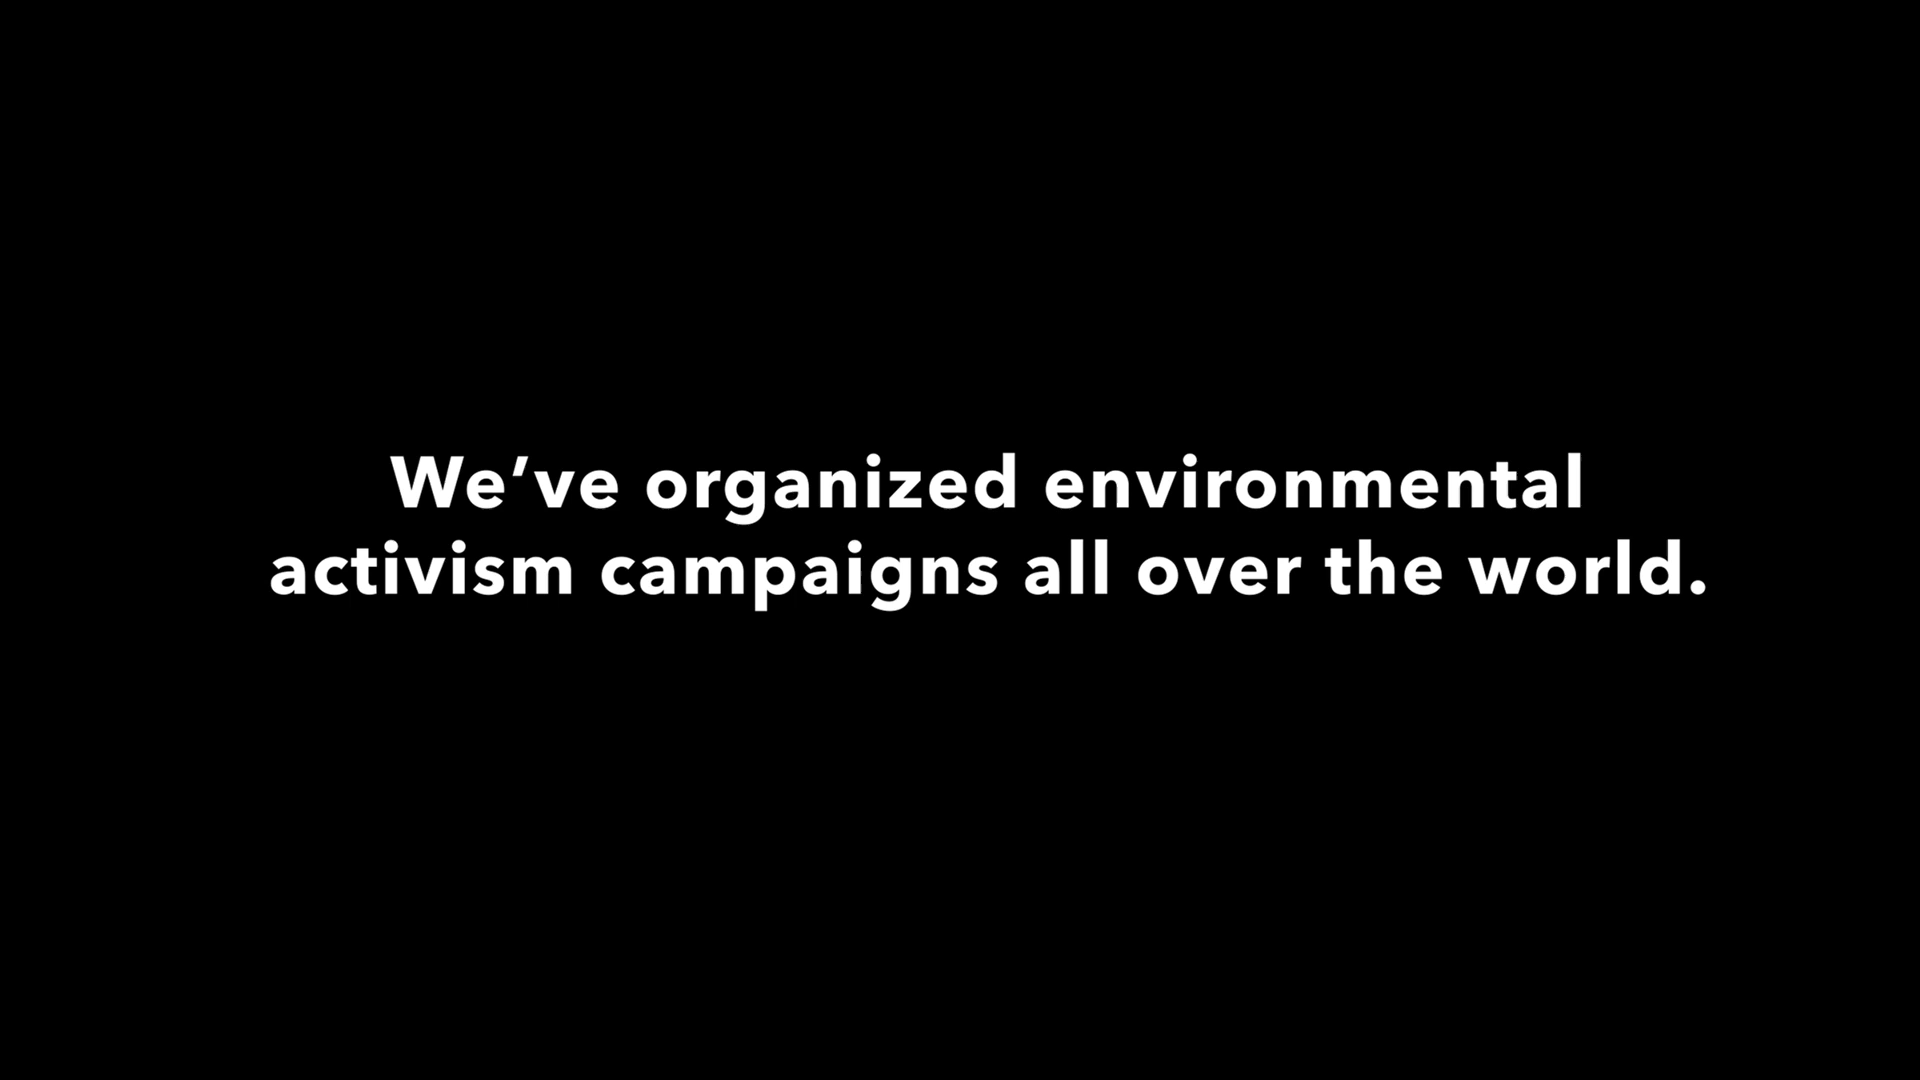 We’ve organized environmental
activism campaigns all over the world.